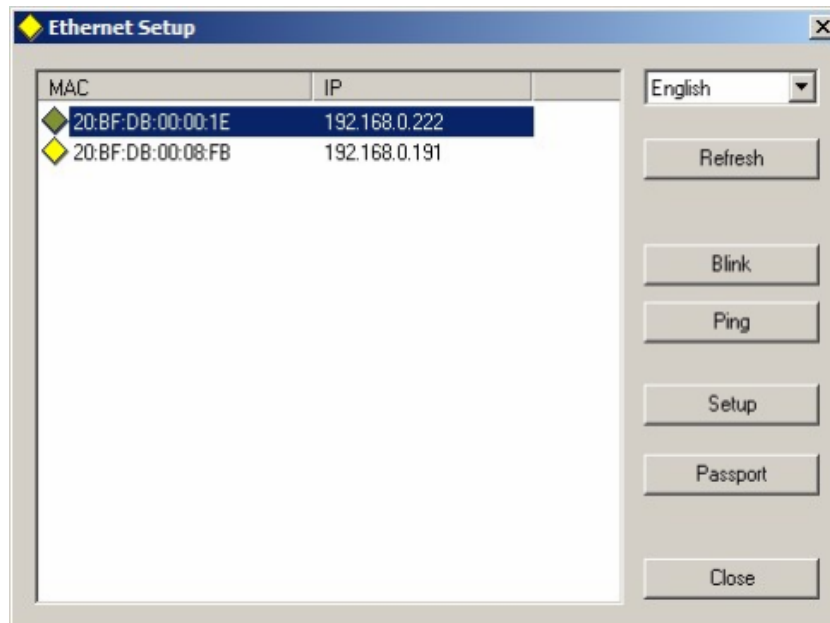 Ethernet Setup
MAC IP
20:BF:DB:00:00:1E 192.168.0.222
20:BF:DB:00:08:FB 192.168.0.191
English
Refresh
Blink
Ping
Setup
Passport
Close